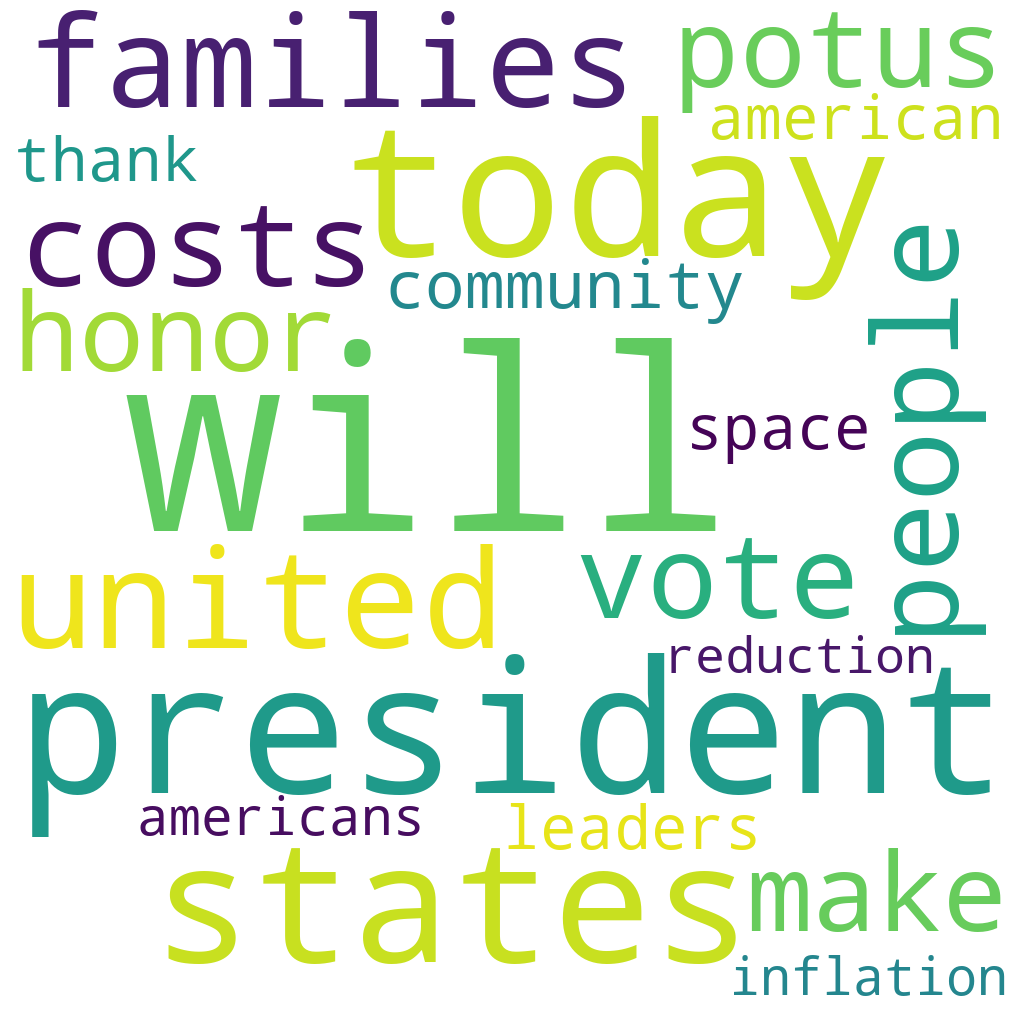 families
potus
american
thank
today
costs
community
people
honor
will
space
united
vote
reduction
president
americans
leaders
states
make
inflation